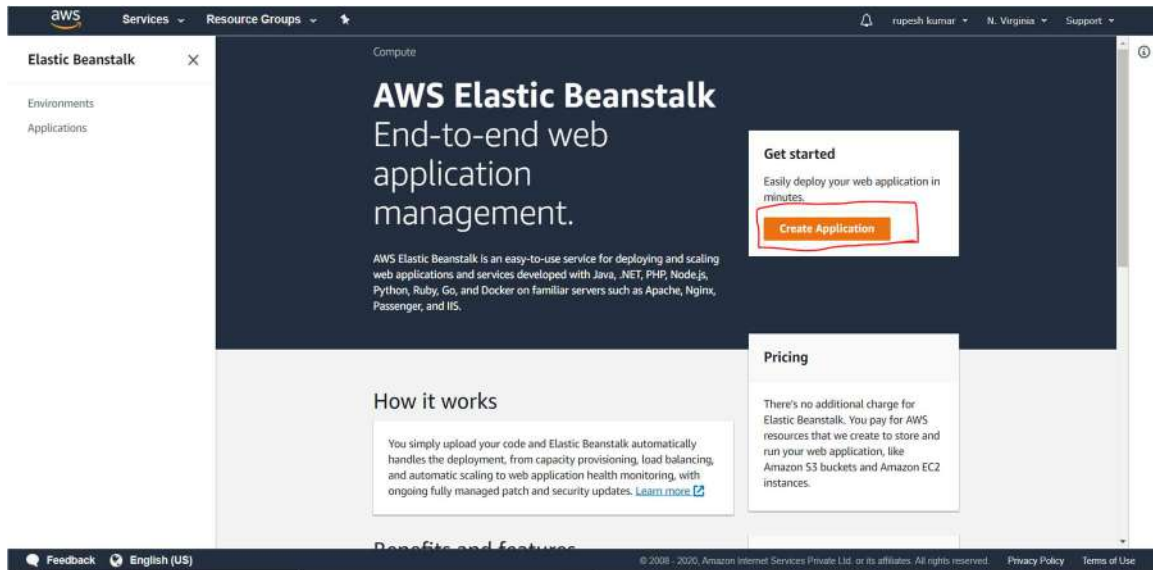 aws Services Resource Groups rupesh kumar N. Virginia Support
Elastic Beanstalk
Environments
Applications
Compute
AWS Elastic Beanstalk
End-to-end web
application
management.
AWS Elastic Beanstalk is an easy-to-use service for deploying and scaling
web applications and services developed with Java, .NET, PHP, Node.js,
Python, Ruby, Go, and Docker on familiar servers such as Apache, Nginx,
Passenger, and IIS.
Get started
Easily deploy your web application in
minutes.
Create Application
Pricing
There's no additional charge for
Elastic Beanstalk. You pay for AWS
resources that we create to store and
run your web application, like
Amazon S3 buckets and Amazon EC2
instances.
How it works
You simply upload your code and Elastic Beanstalk automatically
handles the deployment, from capacity provisioning, load balancing,
and automatic scaling to web application health monitoring, with
ongoing fully managed patch and security updates. Learn more
Benefits and features
Feedback English (US) © 2008 - 2020, Amazon Internet Services Private Ltd. or its affiliates. All rights reserved. Privacy Policy Terms of Use